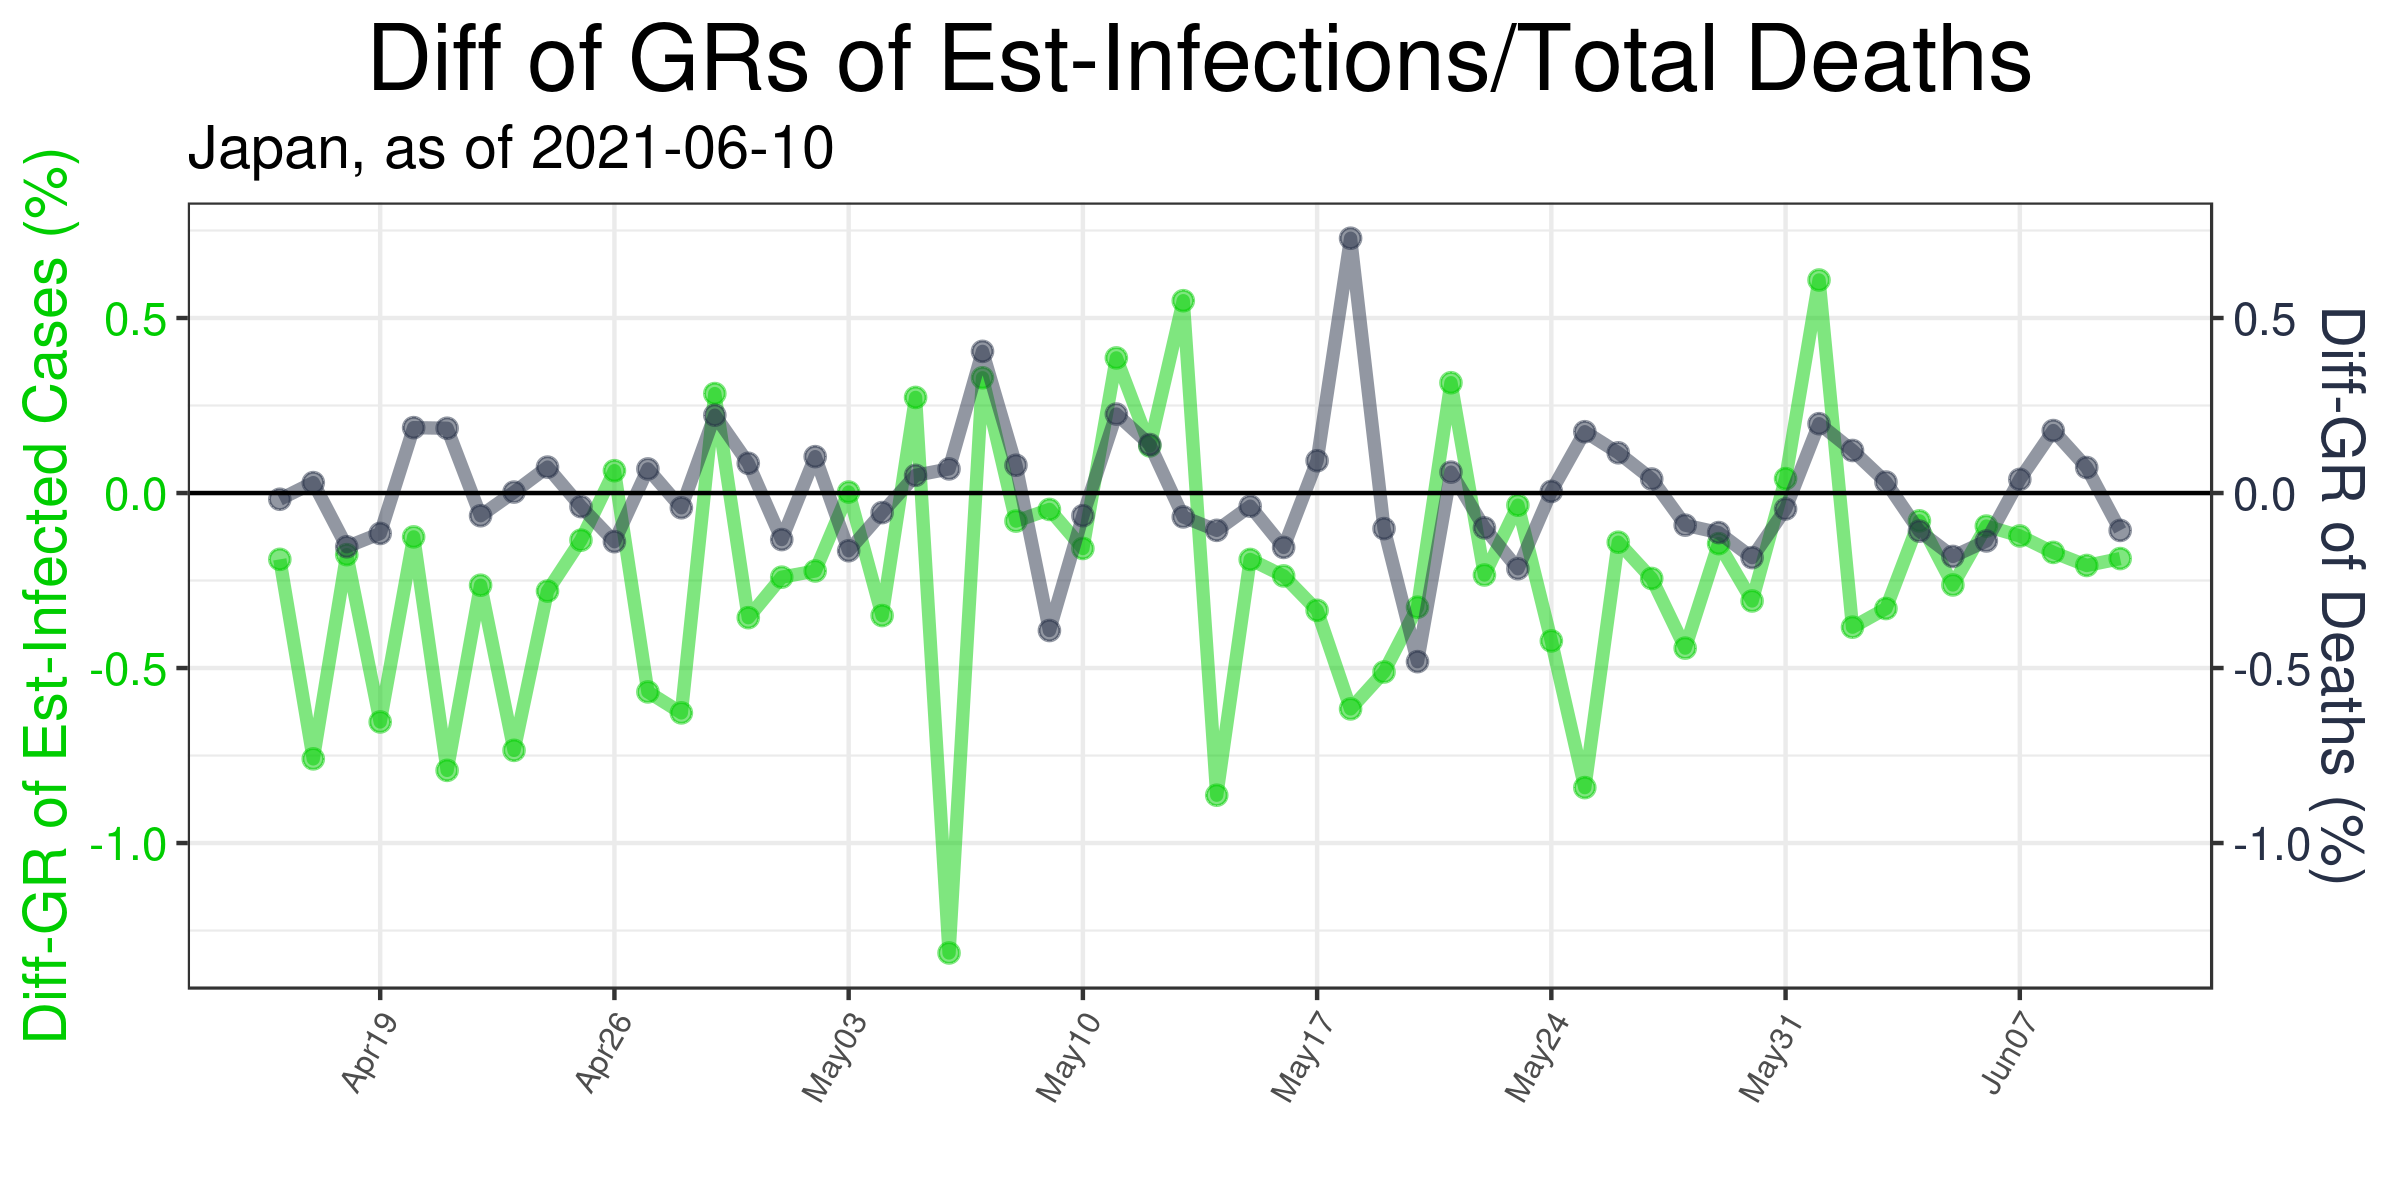 Diff of GRs of Est-Infections/Total Deaths
Japan, as of 2021-06-10
Diff-GR of Est-Infected Cases (%)
0.5
0.0
-0.5
-1.0
0.5
0.0
-0.5
-1.0
Diff-GR of Deaths (%)
Apr19
Apr26
May03
May10
May17
May24
May31
Jun07